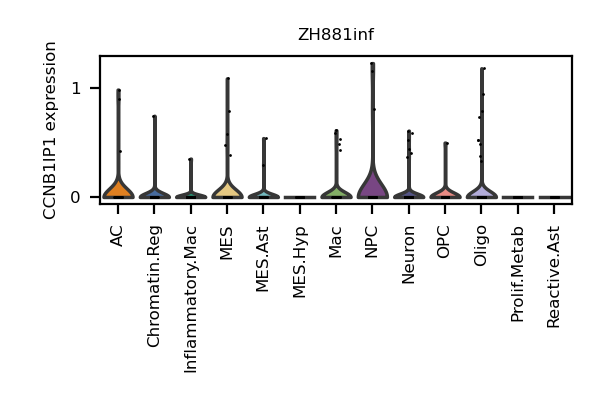 ZH881inf
CCNB1IP1 expression
1
0
AC
Chromatin.Reg
Inflammatory.Mac
MES
MES.Ast
MES.Hyp
Mac
NPC
Neuron
OPC
Oligo
Prolif.Metab
Reactive.Ast